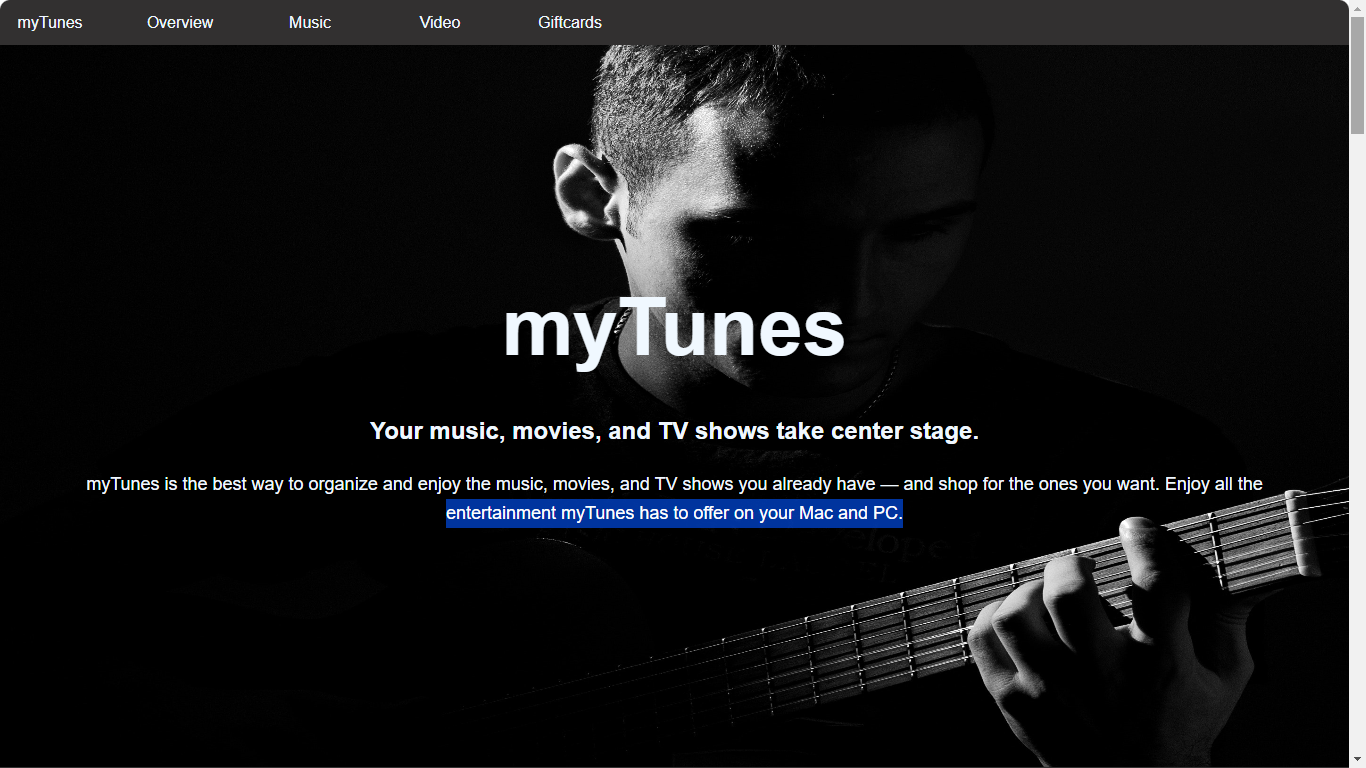 myTunes Overview Music Video Giftcards
myTunes
Your music, movies, and TV shows take center stage.
myTunes is the best way to organize and enjoy the music, movies, and TV shows you already have — and shop for the ones you want. Enjoy all the
entertainment myTunes has to offer on your Mac and PC.